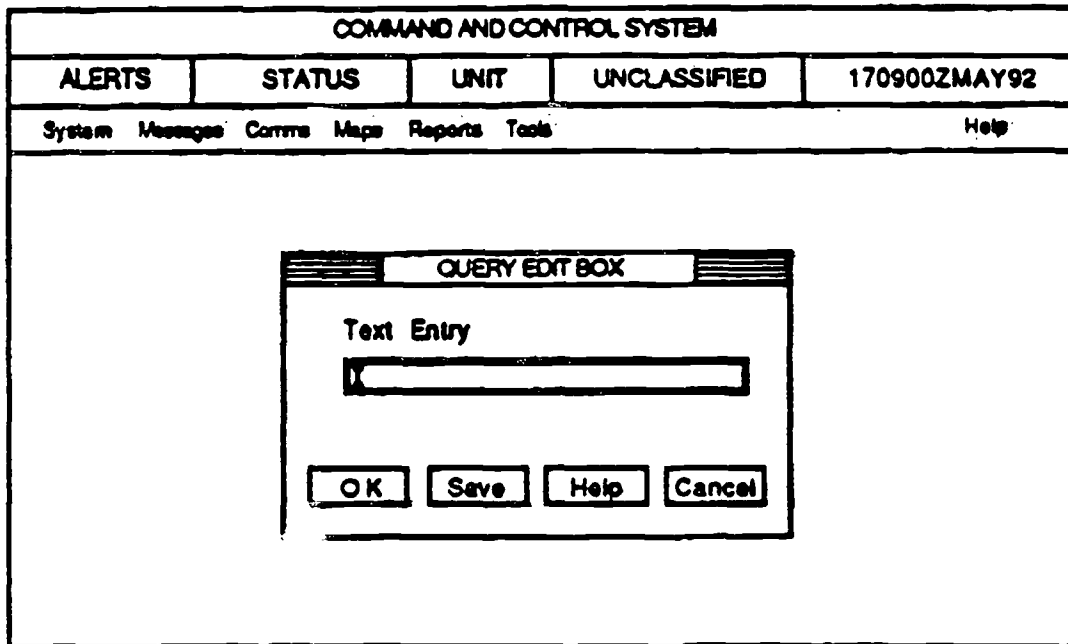 COMMAND AND CONTROL SYSTEM
ALERTS STATUS UNIT UNCLASSIFIED 170900ZMAY92
System Messages Comms Maps Reports Tools Help
QUERY EDIT BOX
Text Entry
OK Save Help Cancel